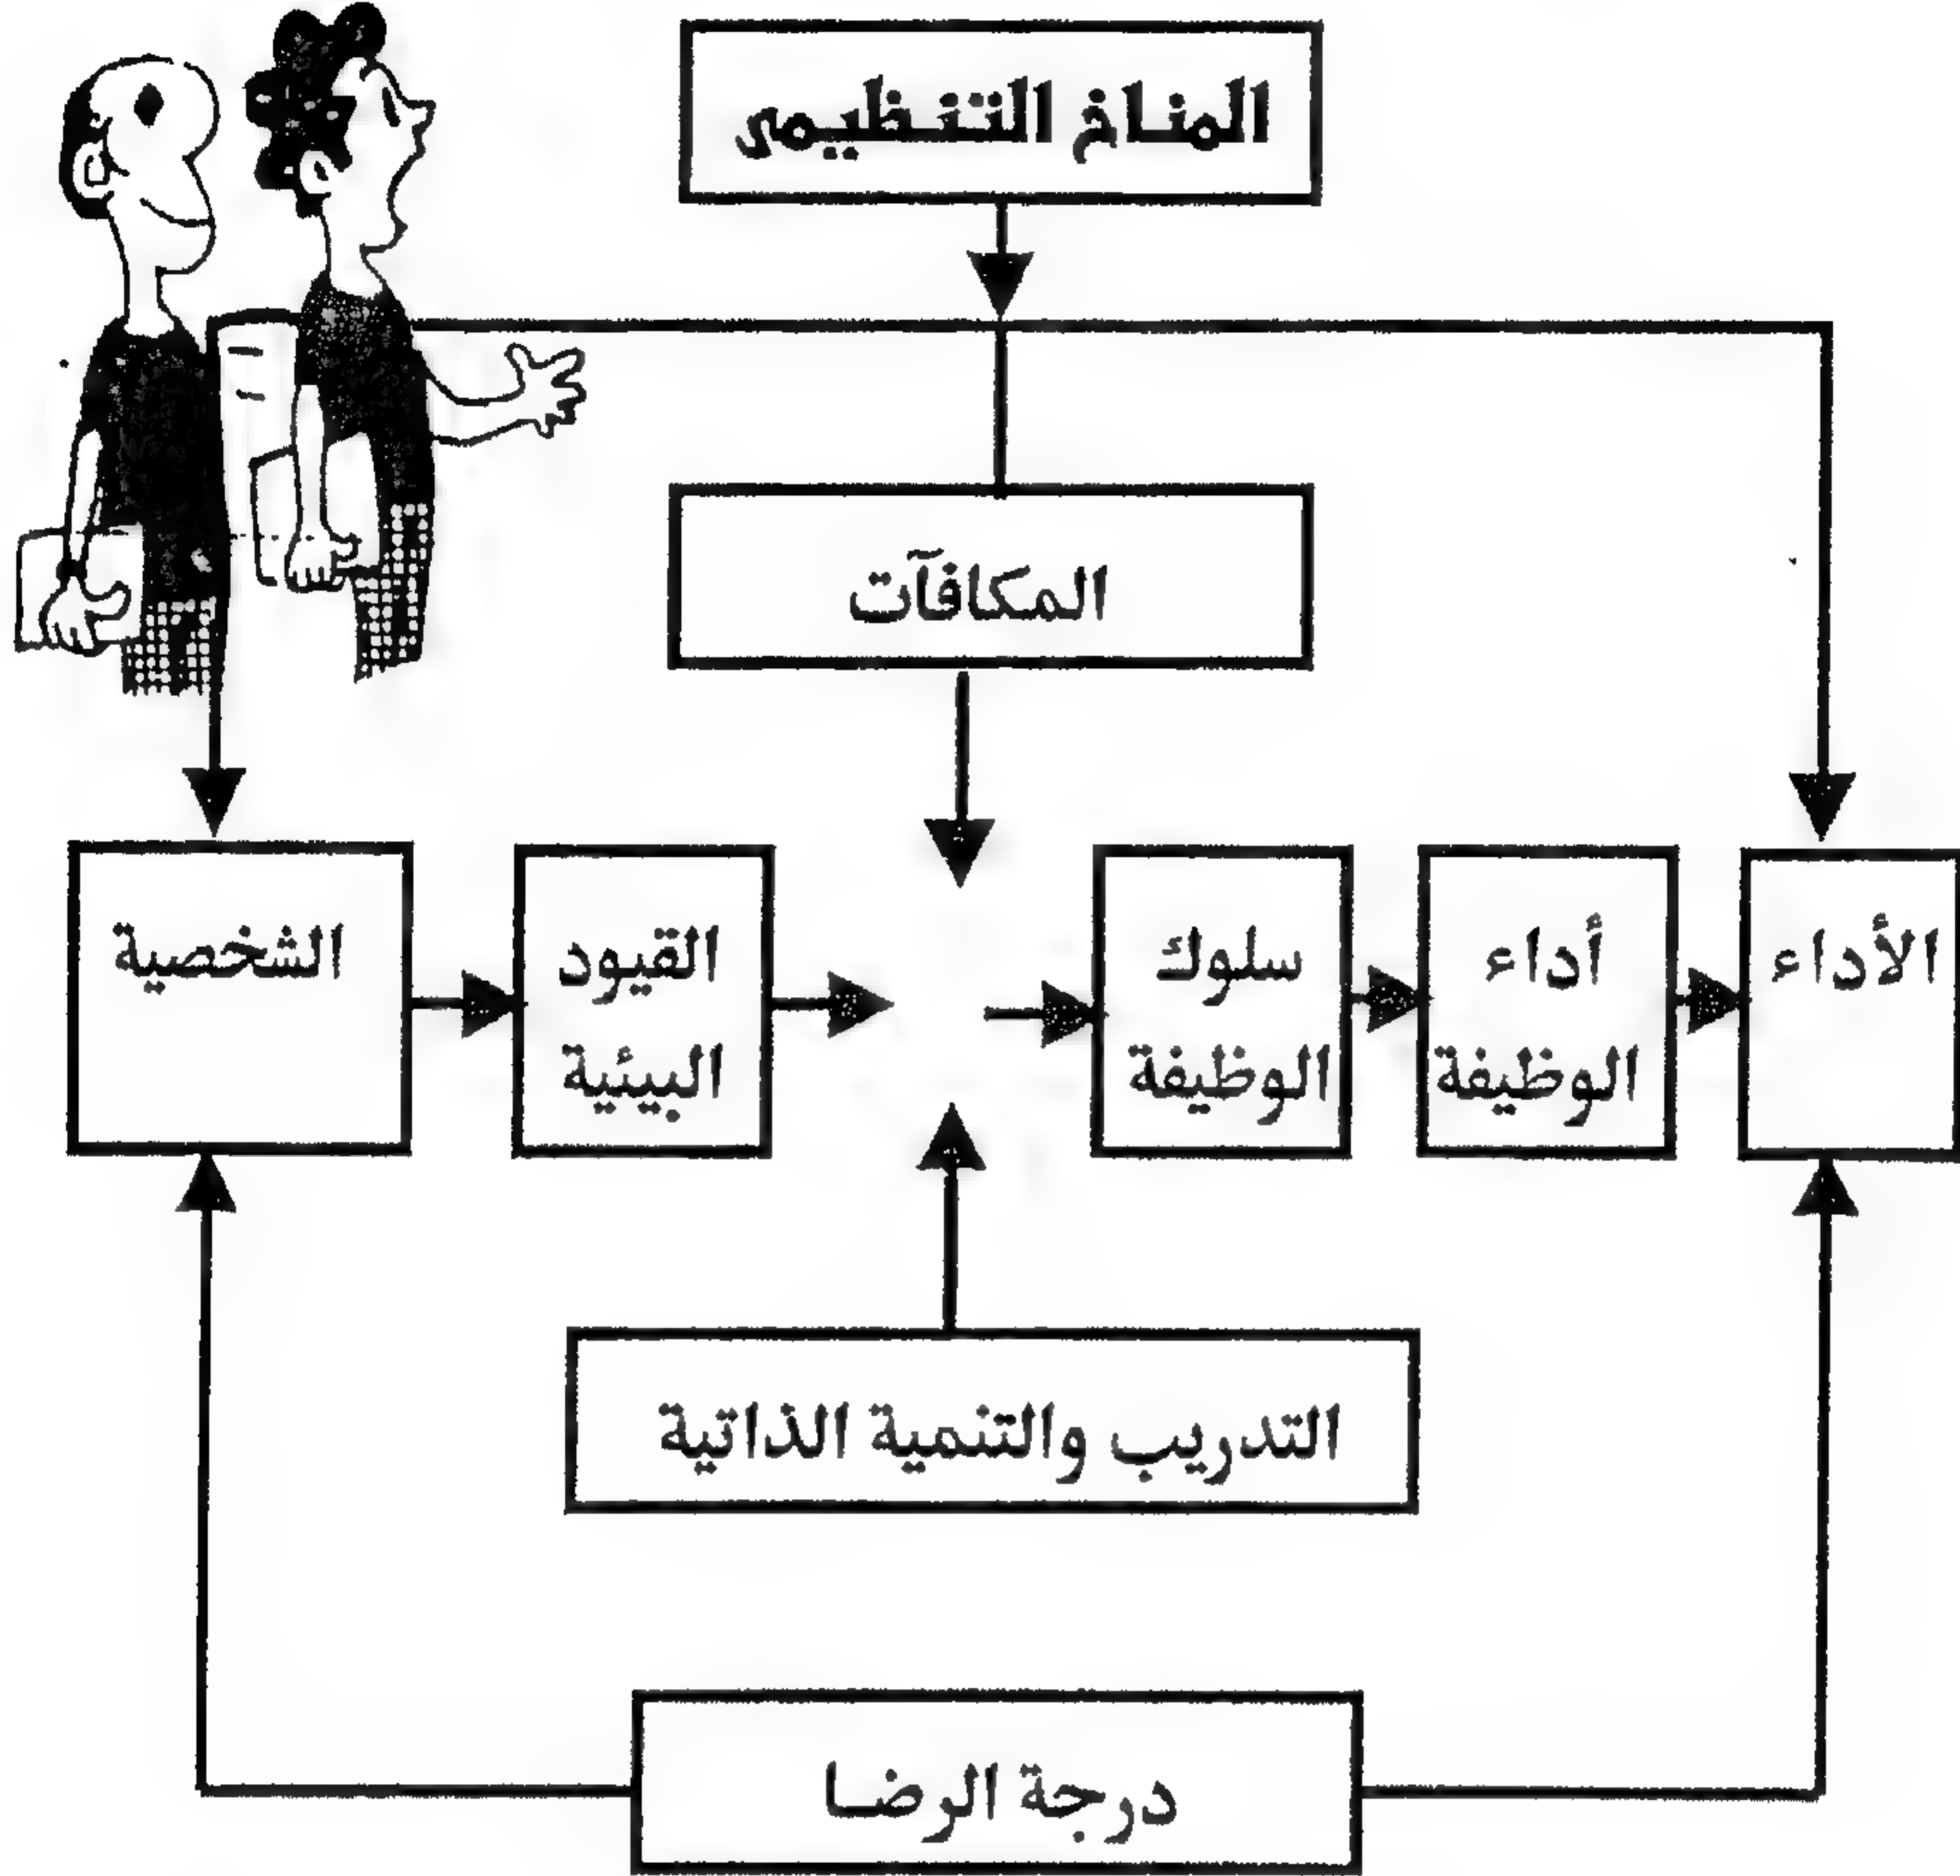 المناخ التنظيمى
المكافآت
الشخصية
القيود
البيئية
سلوك
الوظيفة
أداء
الوظيفة
الأداء
التدريب والتنمية الذاتية
درجة الرضا